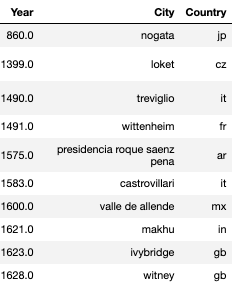 Year City Country
860.0 nogata jp
1399.0 loket cz
1490.0 treviglio it
1491.0 wittenheim fr
1575.0 presidencia roque saenz pena ar
1583.0 castrovillari it
1600.0 valle de allende mx
1621.0 makhu in
1623.0 ivybridge gb
1628.0 witney gb